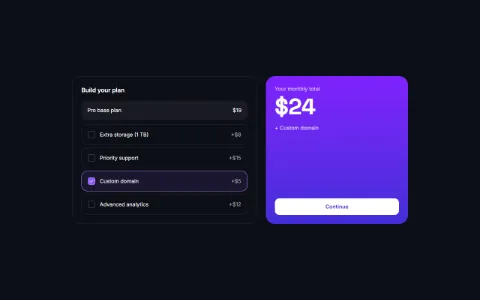 Build your plan
Pro base plan $19
Extra storage (1 TB) +$8
Priority support +$15
Custom domain +$5
Advanced analytics +$12
Your monthly total
$24
+ Custom domain
Continue